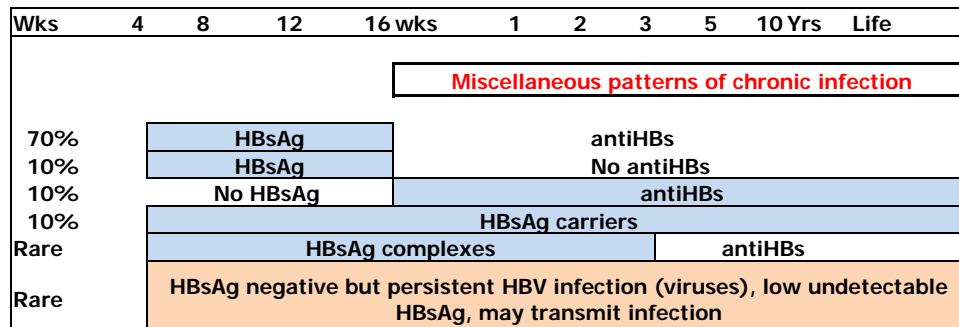 Wks 4 8 12 16 wks 1 2 3 5 10 Yrs Life
Miscellaneous patterns of chronic infection
70% HBsAg antiHBs
10% HBsAg No antiHBs
10% No HBsAg antiHBs
10% HBsAg carriers
Rare HBsAg complexes antiHBs
Rare HBsAg negative but persistent HBV infection (viruses), low undetectable
HBsAg, may transmit infection